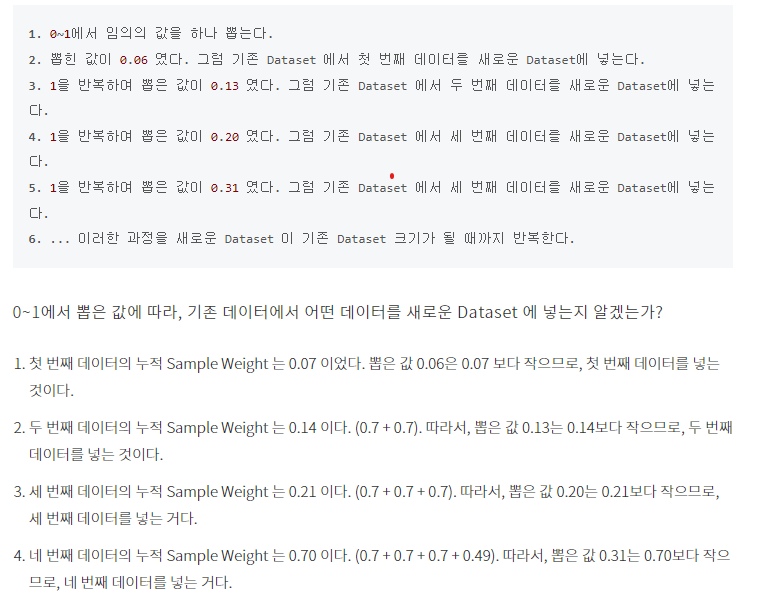 1. 0~1에서 임의의 값을 하나 뽑는다.
2. 뽑힌 값이 0.06 였다. 그럼 기존 Dataset 에서 첫 번째 데이터를 새로운 Dataset에 넣는다.
3. 1을 반복하여 뽑은 값이 0.13 였다. 그럼 기존 Dataset 에서 두 번째 데이터를 새로운 Dataset에 넣는
다.
4. 1을 반복하여 뽑은 값이 0.20 였다. 그럼 기존 Dataset 에서 세 번째 데이터를 새로운 Dataset에 넣는
다.
5. 1을 반복하여 뽑은 값이 0.31 였다. 그럼 기존 Dataset 에서 세 번째 데이터를 새로운 Dataset에 넣는
다.
6. ... 이러한 과정을 새로운 Dataset 이 기존 Dataset 크기가 될 때까지 반복한다.
0~1에서 뽑은 값에 따라, 기존 데이터에서 어떤 데이터를 새로운 Dataset 에 넣는지 알겠는가?
1. 첫 번째 데이터의 누적 Sample Weight 는 0.07 이었다. 뽑은 값 0.06은 0.07 보다 작으므로, 첫 번째 데이터를 넣는
것이다.
2. 두 번째 데이터의 누적 Sample Weight 는 0.14 이다. (0.7 + 0.7). 따라서, 뽑은 값 0.13는 0.14보다 작으므로, 두 번째
데이터를 넣는 것이다.
3. 세 번째 데이터의 누적 Sample Weight 는 0.21 이다. (0.7 + 0.7 + 0.7). 따라서, 뽑은 값 0.20는 0.21보다 작으므로,
세 번째 데이터를 넣는 거다.
4. 네 번째 데이터의 누적 Sample Weight 는 0.70 이다. (0.7 + 0.7 + 0.7 + 0.49). 따라서, 뽑은 값 0.31는 0.70보다 작으
므로, 네 번째 데이터를 넣는 거다.